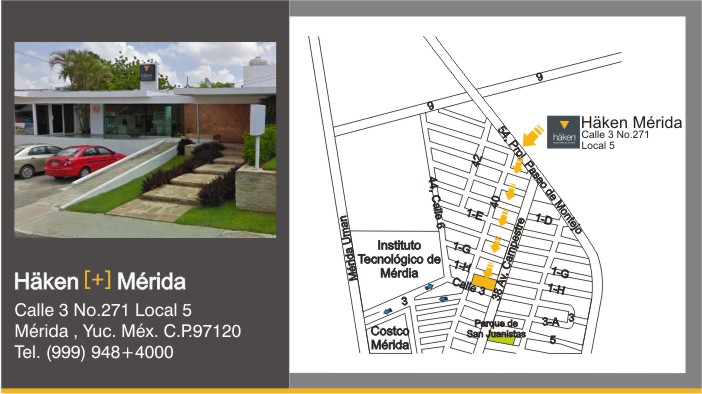 häken
Häken [+] Mérida
Calle 3 No.271 Local 5
Mérida , Yuc. Méx. C.P.97120
Tel. (999) 948+4000
9
9
54, Prol. Paseo de Montejo
häken
Häken Mérida
Calle 3 No.271
Local 5
42
44, Calle 6
40
1-E
1-D
Mérida Uman
38 Av. Campestre
Instituto
Tecnológico de
Mérdia
1-G
1-H
1-G
1-H
Calle 3
3
3-A
3
5
Costco
Mérida
Parque de
San Juanistas